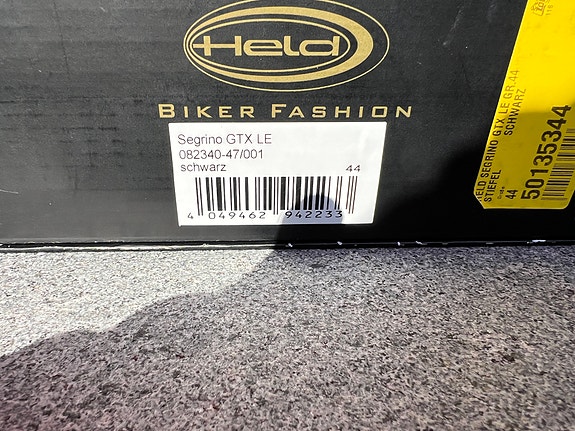 Held
BIKER FASHION
Segrino GTX LE
082340-47/001
schwarz
44
4 049462 942233
HELD SEGRINO GTX LE GR.44
STIEFEL SCHWARZ
44
50135344